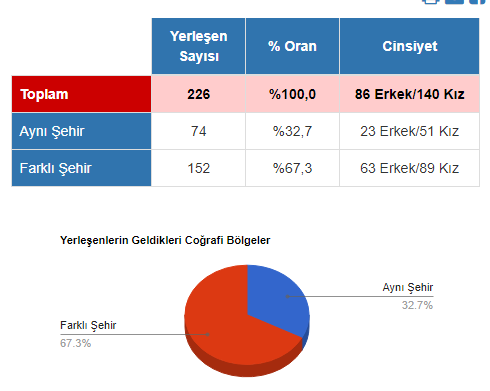 Yerleşen Sayısı % Oran Cinsiyet
Toplam 226 %100,0 86 Erkek/140 Kız
Aynı Şehir 74 %32,7 23 Erkek/51 Kız
Farklı Şehir 152 %67,3 63 Erkek/89 Kız
Yerleşenlerin Geldikleri Coğrafi Bölgeler
Aynı Şehir
32.7%
Farklı Şehir
67.3%